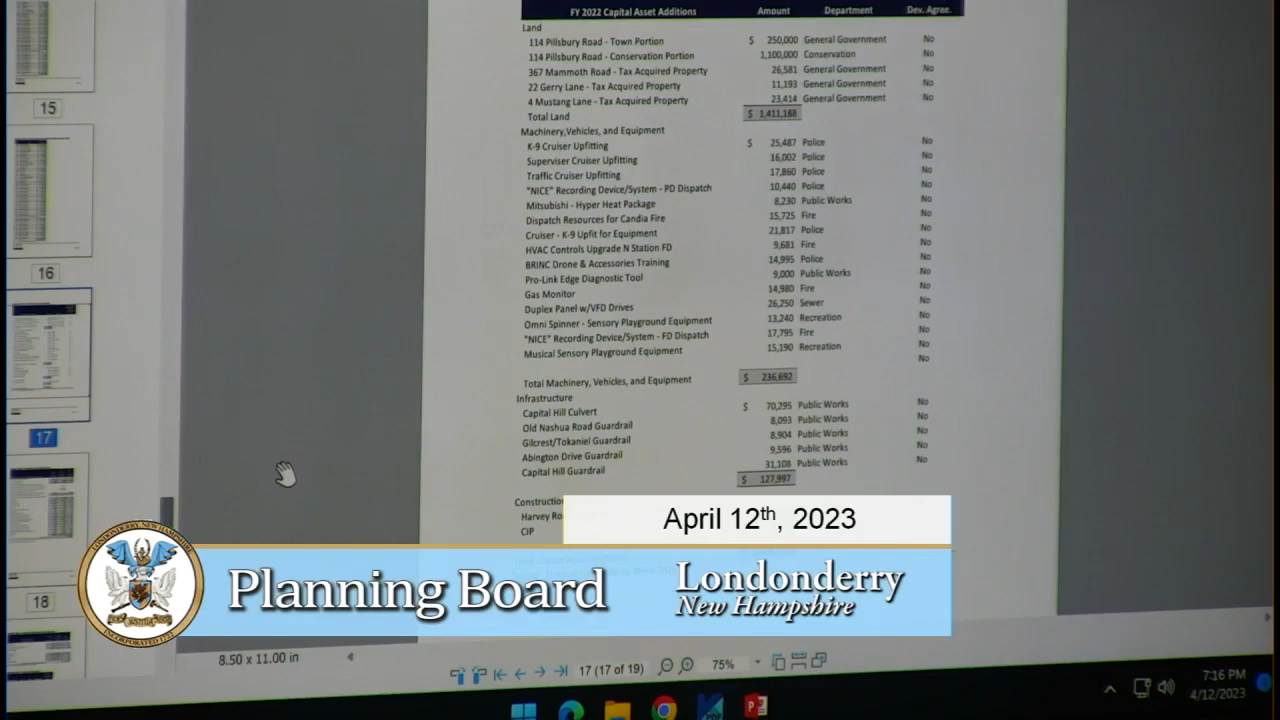 FY 2022 Capital Asset Additions Amount Department Dev. Agree.
Land
114 Pillsbury Road - Town Portion $ 250,000 General Government No
114 Pillsbury Road - Conservation Portion 1,100,000 Conservation No
367 Mammoth Road - Tax Acquired Property 26,581 General Government No
22 Gerry Lane - Tax Acquired Property 11,193 General Government No
4 Mustang Lane - Tax Acquired Property 23,414 General Government No
Total Land $ 1,411,188
Machinery,Vehicles, and Equipment
K-9 Cruiser Upfitting $ 25,487 Police No
Superviser Cruiser Upfitting 16,002 Police No
Traffic Cruiser Upfitting 17,860 Police No
"NICE" Recording Device/System - PD Dispatch 10,440 Police No
Mitsubishi - Hyper Heat Package 8,230 Public Works No
Dispatch Resources for Candia Fire 15,725 Fire No
Cruiser - K-9 Upfit for Equipment 21,817 Police No
HVAC Controls Upgrade N Station FD 9,681 Fire No
BRINC Drone & Accessories Training 14,995 Police No
Pro-Link Edge Diagnostic Tool 9,000 Public Works No
Gas Monitor 14,980 Fire No
Duplex Panel w/VFD Drives 26,250 Sewer No
Omni Spinner - Sensory Playground Equipment 13,240 Recreation No
"NICE" Recording Device/System - FD Dispatch 17,795 Fire No
Musical Sensory Playground Equipment 15,190 Recreation No
Total Machinery, Vehicles, and Equipment $ 236,692
Infrastructure
Capital Hill Culvert $ 70,295 Public Works No
Old Nashua Road Guardrail 8,093 Public Works No
Gilcrest/Tokaniel Guardrail 8,904 Public Works No
Abington Drive Guardrail 9,596 Public Works No
Capital Hill Guardrail 31,108 Public Works No
$ 127,997
Constructio
Harvey Ro
CIP
15
16
17
18
April 12th, 2023
Planning Board
Londonderry
New Hampshire
8.50 x 11.00 in
17 (17 of 19)
75%
7:16 PM
4/12/2023